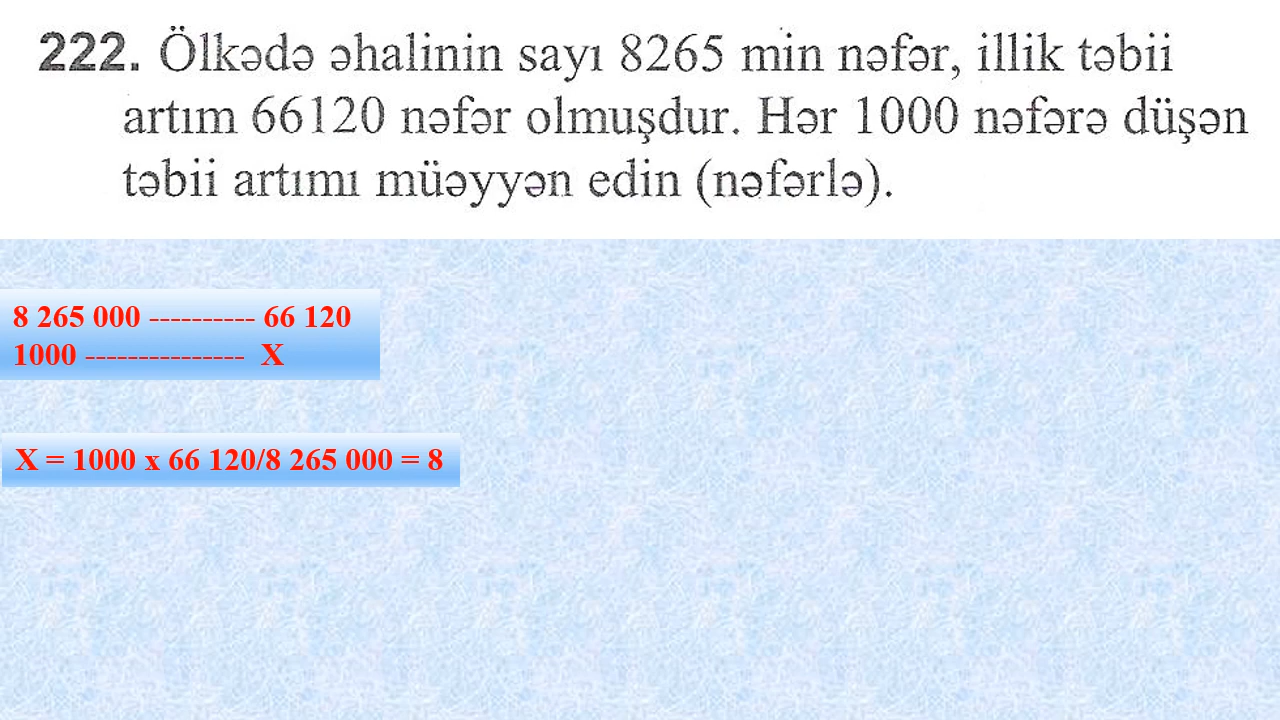 222. Ölkədə əhalinin sayı 8265 min nəfər, illik təbii
artım 66120 nəfər olmuşdur. Hər 1000 nəfərə düşən
təbii artımı müəyyən edin (nəfərlə).
8 265 000 ---------- 66 120
1000 --------------- X
X = 1000 x 66 120/8 265 000 = 8